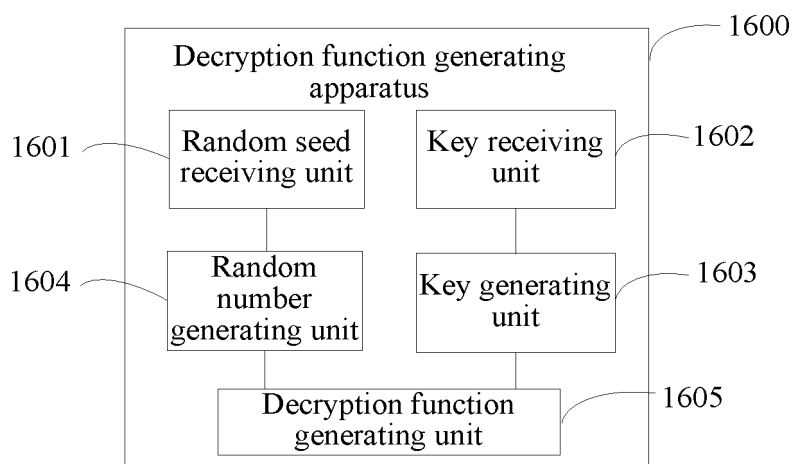 1600
Decryption function generating
apparatus
1601
Random seed
receiving unit
Key receiving
unit
1602
1604
Random
number
generating unit
Key generating
unit
1603
Decryption function
generating unit
1605